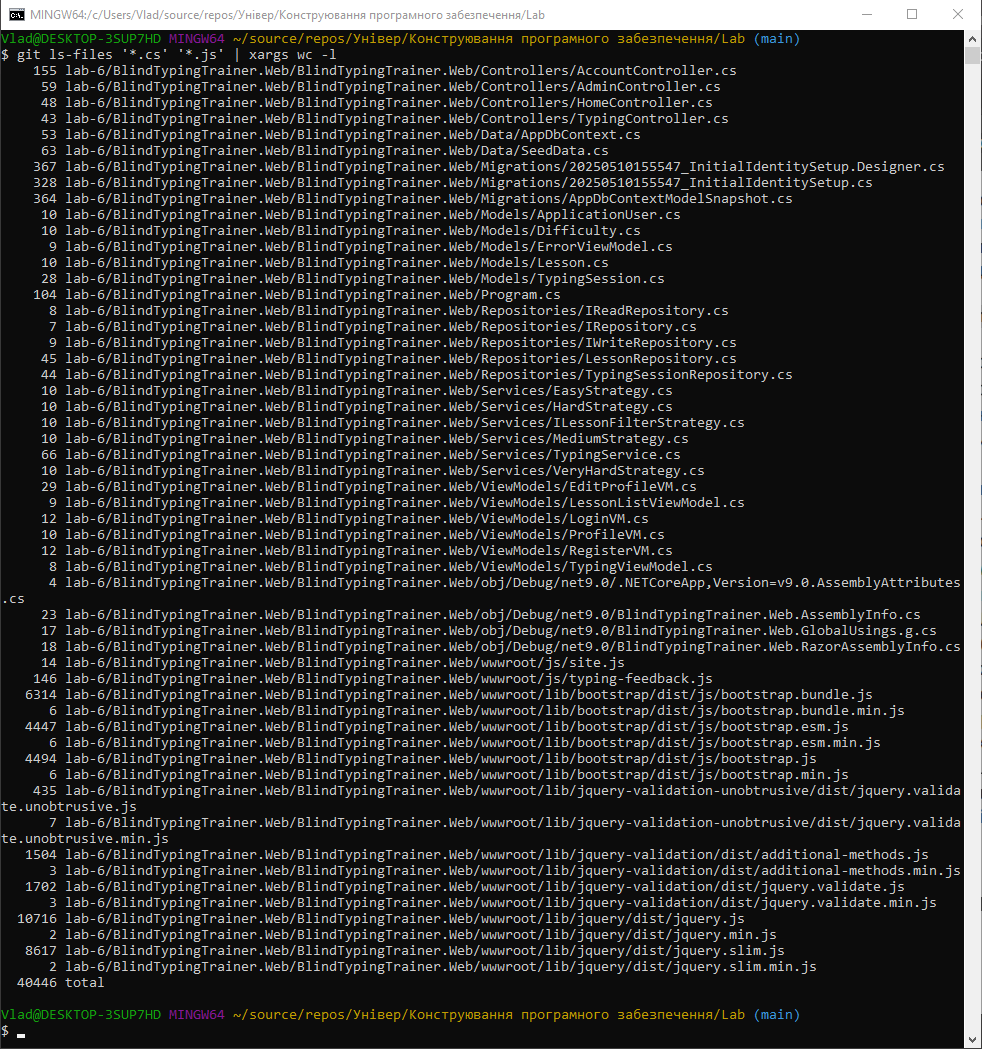 MINGW64:/c/Users/Vlad/source/repos/Універ/Конструювання програмного забезпечення/Lab
Vlad@DESKTOP-3SUP7HD MINGW64 ~/source/repos/Універ/Конструювання програмного забезпечення/Lab (main)
$ git ls-files '*.cs' '*.js' | xargs wc -l
155 lab-6/BlindTypingTrainer.Web/BlindTypingTrainer.Web/Controllers/AccountController.cs
59 lab-6/BlindTypingTrainer.Web/BlindTypingTrainer.Web/Controllers/AdminController.cs
48 lab-6/BlindTypingTrainer.Web/BlindTypingTrainer.Web/Controllers/HomeController.cs
43 lab-6/BlindTypingTrainer.Web/BlindTypingTrainer.Web/Controllers/TypingController.cs
53 lab-6/BlindTypingTrainer.Web/BlindTypingTrainer.Web/Data/AppDbContext.cs
63 lab-6/BlindTypingTrainer.Web/BlindTypingTrainer.Web/Data/SeedData.cs
367 lab-6/BlindTypingTrainer.Web/BlindTypingTrainer.Web/Migrations/20250510155547_InitialIdentitySetup.Designer.cs
328 lab-6/BlindTypingTrainer.Web/BlindTypingTrainer.Web/Migrations/20250510155547_InitialIdentitySetup.cs
364 lab-6/BlindTypingTrainer.Web/BlindTypingTrainer.Web/Migrations/AppDbContextModelSnapshot.cs
10 lab-6/BlindTypingTrainer.Web/BlindTypingTrainer.Web/Models/ApplicationUser.cs
10 lab-6/BlindTypingTrainer.Web/BlindTypingTrainer.Web/Models/Difficulty.cs
9 lab-6/BlindTypingTrainer.Web/BlindTypingTrainer.Web/Models/ErrorViewModel.cs
10 lab-6/BlindTypingTrainer.Web/BlindTypingTrainer.Web/Models/Lesson.cs
28 lab-6/BlindTypingTrainer.Web/BlindTypingTrainer.Web/Models/TypingSession.cs
104 lab-6/BlindTypingTrainer.Web/BlindTypingTrainer.Web/Program.cs
8 lab-6/BlindTypingTrainer.Web/BlindTypingTrainer.Web/Repositories/IReadRepository.cs
7 lab-6/BlindTypingTrainer.Web/BlindTypingTrainer.Web/Repositories/IRepository.cs
9 lab-6/BlindTypingTrainer.Web/BlindTypingTrainer.Web/Repositories/IWriteRepository.cs
45 lab-6/BlindTypingTrainer.Web/BlindTypingTrainer.Web/Repositories/LessonRepository.cs
44 lab-6/BlindTypingTrainer.Web/BlindTypingTrainer.Web/Repositories/TypingSessionRepository.cs
10 lab-6/BlindTypingTrainer.Web/BlindTypingTrainer.Web/Services/EasyStrategy.cs
10 lab-6/BlindTypingTrainer.Web/BlindTypingTrainer.Web/Services/HardStrategy.cs
10 lab-6/BlindTypingTrainer.Web/BlindTypingTrainer.Web/Services/ILessonFilterStrategy.cs
10 lab-6/BlindTypingTrainer.Web/BlindTypingTrainer.Web/Services/MediumStrategy.cs
66 lab-6/BlindTypingTrainer.Web/BlindTypingTrainer.Web/Services/TypingService.cs
10 lab-6/BlindTypingTrainer.Web/BlindTypingTrainer.Web/Services/VeryHardStrategy.cs
29 lab-6/BlindTypingTrainer.Web/BlindTypingTrainer.Web/ViewModels/EditProfileVM.cs
9 lab-6/BlindTypingTrainer.Web/BlindTypingTrainer.Web/ViewModels/LessonListViewModel.cs
12 lab-6/BlindTypingTrainer.Web/BlindTypingTrainer.Web/ViewModels/LoginVM.cs
10 lab-6/BlindTypingTrainer.Web/BlindTypingTrainer.Web/ViewModels/ProfileVM.cs
12 lab-6/BlindTypingTrainer.Web/BlindTypingTrainer.Web/ViewModels/RegisterVM.cs
8 lab-6/BlindTypingTrainer.Web/BlindTypingTrainer.Web/ViewModels/TypingViewModel.cs
4 lab-6/BlindTypingTrainer.Web/BlindTypingTrainer.Web/obj/Debug/net9.0/.NETCoreApp,Version=v9.0.AssemblyAttributes
.cs
23 lab-6/BlindTypingTrainer.Web/BlindTypingTrainer.Web/obj/Debug/net9.0/BlindTypingTrainer.Web.AssemblyInfo.cs
17 lab-6/BlindTypingTrainer.Web/BlindTypingTrainer.Web/obj/Debug/net9.0/BlindTypingTrainer.Web.GlobalUsings.g.cs
18 lab-6/BlindTypingTrainer.Web/BlindTypingTrainer.Web/obj/Debug/net9.0/BlindTypingTrainer.Web.RazorAssemblyInfo.cs
14 lab-6/BlindTypingTrainer.Web/BlindTypingTrainer.Web/wwwroot/js/site.js
146 lab-6/BlindTypingTrainer.Web/BlindTypingTrainer.Web/wwwroot/js/typing-feedback.js
6314 lab-6/BlindTypingTrainer.Web/BlindTypingTrainer.Web/wwwroot/lib/bootstrap/dist/js/bootstrap.bundle.js
6 lab-6/BlindTypingTrainer.Web/BlindTypingTrainer.Web/wwwroot/lib/bootstrap/dist/js/bootstrap.bundle.min.js
4447 lab-6/BlindTypingTrainer.Web/BlindTypingTrainer.Web/wwwroot/lib/bootstrap/dist/js/bootstrap.esm.js
6 lab-6/BlindTypingTrainer.Web/BlindTypingTrainer.Web/wwwroot/lib/bootstrap/dist/js/bootstrap.esm.min.js
4494 lab-6/BlindTypingTrainer.Web/BlindTypingTrainer.Web/wwwroot/lib/bootstrap/dist/js/bootstrap.js
6 lab-6/BlindTypingTrainer.Web/BlindTypingTrainer.Web/wwwroot/lib/bootstrap/dist/js/bootstrap.min.js
435 lab-6/BlindTypingTrainer.Web/BlindTypingTrainer.Web/wwwroot/lib/jquery-validation-unobtrusive/dist/jquery.valida
te.unobtrusive.js
7 lab-6/BlindTypingTrainer.Web/BlindTypingTrainer.Web/wwwroot/lib/jquery-validation-unobtrusive/dist/jquery.valida
te.unobtrusive.min.js
1504 lab-6/BlindTypingTrainer.Web/BlindTypingTrainer.Web/wwwroot/lib/jquery-validation/dist/additional-methods.js
3 lab-6/BlindTypingTrainer.Web/BlindTypingTrainer.Web/wwwroot/lib/jquery-validation/dist/additional-methods.min.js
1702 lab-6/BlindTypingTrainer.Web/BlindTypingTrainer.Web/wwwroot/lib/jquery-validation/dist/jquery.validate.js
3 lab-6/BlindTypingTrainer.Web/BlindTypingTrainer.Web/wwwroot/lib/jquery-validation/dist/jquery.validate.min.js
10716 lab-6/BlindTypingTrainer.Web/BlindTypingTrainer.Web/wwwroot/lib/jquery/dist/jquery.js
2 lab-6/BlindTypingTrainer.Web/BlindTypingTrainer.Web/wwwroot/lib/jquery/dist/jquery.min.js
8617 lab-6/BlindTypingTrainer.Web/BlindTypingTrainer.Web/wwwroot/lib/jquery/dist/jquery.slim.js
2 lab-6/BlindTypingTrainer.Web/BlindTypingTrainer.Web/wwwroot/lib/jquery/dist/jquery.slim.min.js
40446 total
Vlad@DESKTOP-3SUP7HD MINGW64 ~/source/repos/Універ/Конструювання програмного забезпечення/Lab (main)
$